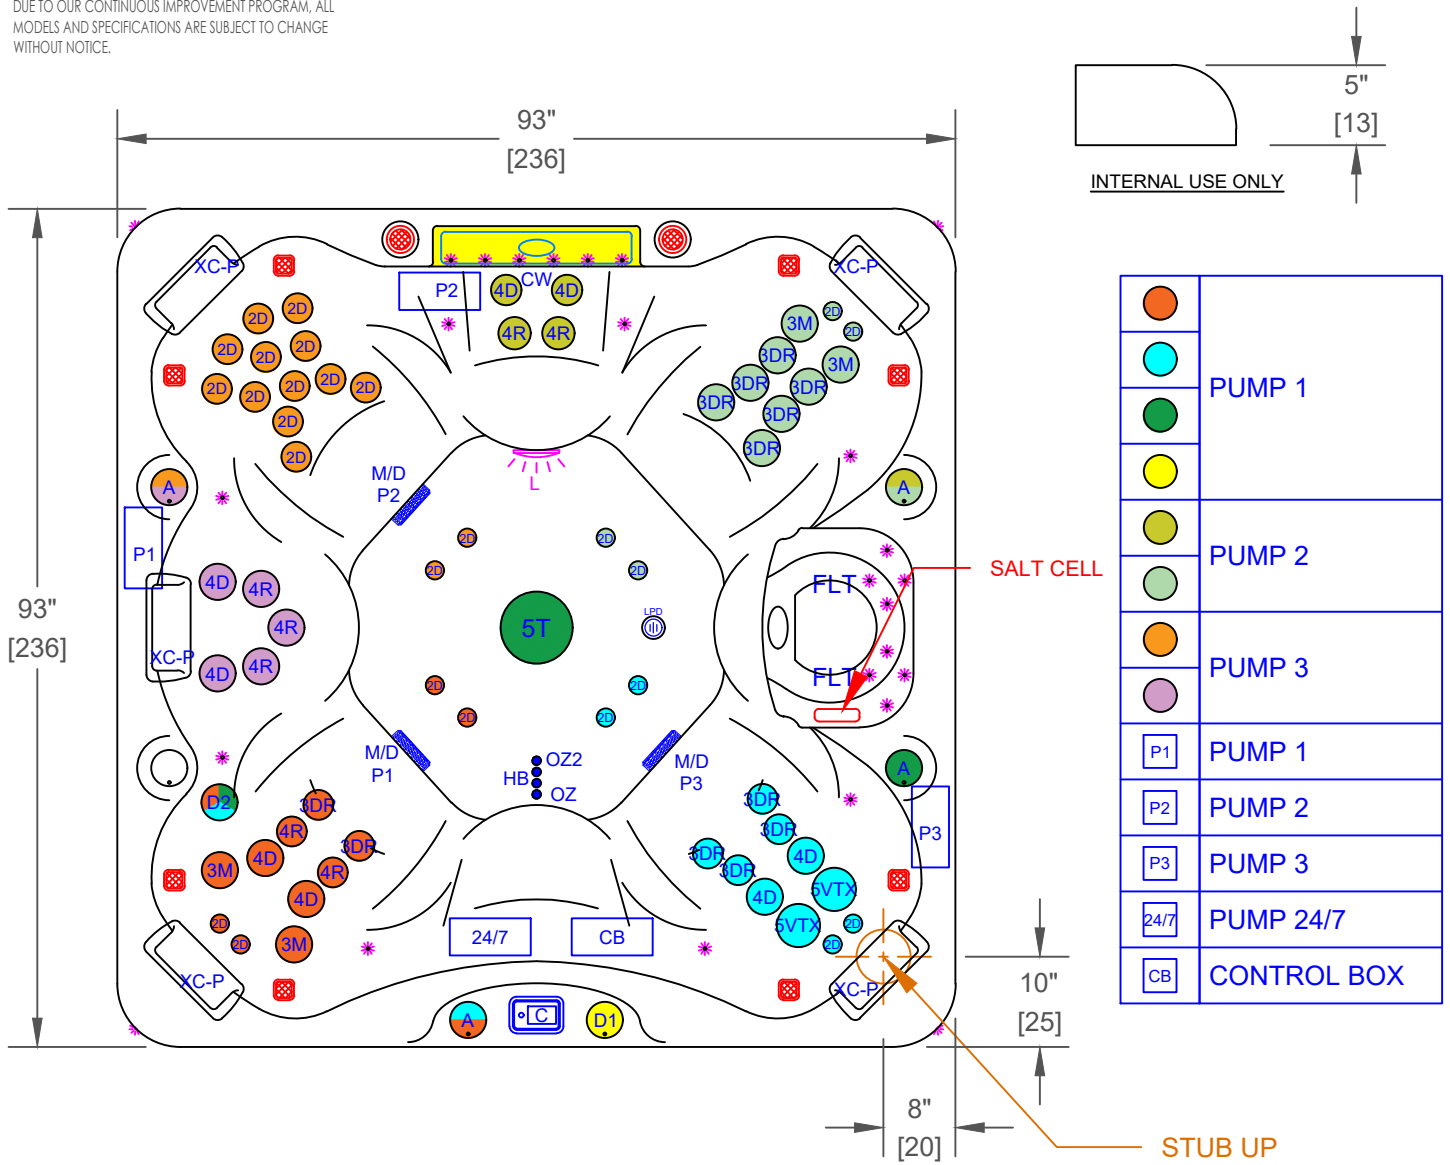 DUE TO OUR CONTINUOUS IMPROVEMENT PROGRAM, ALL
MODELS AND SPECIFICATIONS ARE SUBJECT TO CHANGE
WITHOUT NOTICE.
93"
[236]
5"
[13]
INTERNAL USE ONLY
XC-P
XC-P
P2
CW
4D
4D
4R
4R
2D
2D
2D
2D
2D
2D
2D
2D
2D
2D
2D
2D
3M
2D
2D
3M
3DR
3DR
3DR
3DR
3DR
3DR
A
A
M/D
P2
L
P1
2D
2D
2D
2D
SALT CELL
FLT
FLT
LPD
5T
4D
4R
4R
4R
4D
XC-P
93"
[236]
2D
2D
2D
2D
M/D
P1
M/D
P3
OZ2
HB
OZ
A
D2
3DR
4R
4D
3M
3DR
4R
4D
2D
2D
3M
3DR
3DR
4D
5VTX
3DR
3DR
4D
5VTX
2D
2D
P3
24/7
CB
XC-P
XC-P
A
C
D1
10"
[25]
8"
[20]
STUB UP
PUMP 1
PUMP 2
PUMP 3
P1 PUMP 1
P2 PUMP 2
P3 PUMP 3
24/7 PUMP 24/7
CB CONTROL BOX